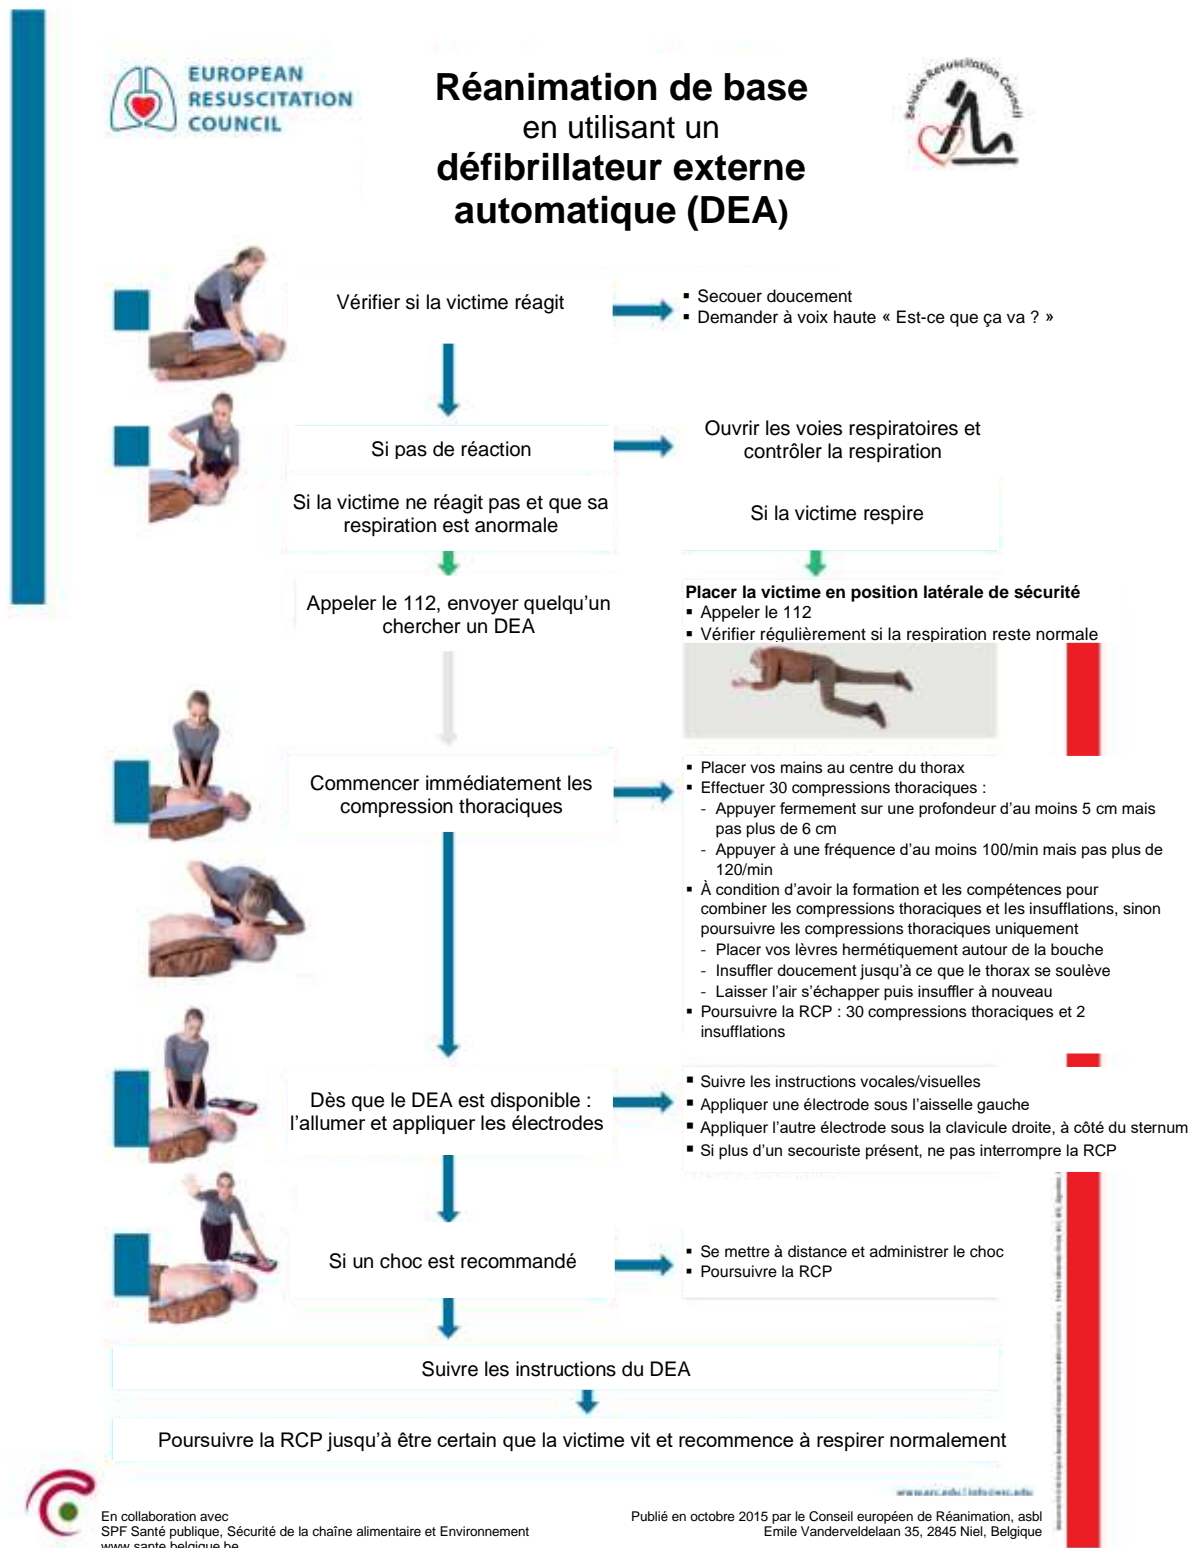 EUROPEAN
RESUSCITATION
COUNCIL
Réanimation de base
en utilisant un
défibrillateur externe
automatique (DEA)
Belgian Resuscitation Council
Vérifier si la victime réagit
▪ Secouer doucement
▪ Demander à voix haute « Est-ce que ça va ? »
Si pas de réaction
Ouvrir les voies respiratoires et
contrôler la respiration
Si la victime ne réagit pas et que sa
respiration est anormale
Si la victime respire
Appeler le 112, envoyer quelqu’un
chercher un DEA
Placer la victime en position latérale de sécurité
▪ Appeler le 112
▪ Vérifier régulièrement si la respiration reste normale
Commencer immédiatement les
compression thoraciques
▪ Placer vos mains au centre du thorax
▪ Effectuer 30 compressions thoraciques :
- Appuyer fermement sur une profondeur d’au moins 5 cm mais
pas plus de 6 cm
- Appuyer à une fréquence d’au moins 100/min mais pas plus de
120/min
▪ À condition d’avoir la formation et les compétences pour
combiner les compressions thoraciques et les insufflations, sinon
poursuivre les compressions thoraciques uniquement
- Placer vos lèvres hermétiquement autour de la bouche
- Insuffler doucement jusqu’à ce que le thorax se soulève
- Laisser l’air s’échapper puis insuffler à nouveau
▪ Poursuivre la RCP : 30 compressions thoraciques et 2
insufflations
Dès que le DEA est disponible :
l’allumer et appliquer les électrodes
▪ Suivre les instructions vocales/visuelles
▪ Appliquer une électrode sous l’aisselle gauche
▪ Appliquer l’autre électrode sous la clavicule droite, à côté du sternum
▪ Si plus d’un secouriste présent, ne pas interrompre la RCP
Si un choc est recommandé
▪ Se mettre à distance et administrer le choc
▪ Poursuivre la RCP
Suivre les instructions du DEA
Poursuivre la RCP jusqu’à être certain que la victime vit et recommence à respirer normalement
www.erc.edu | info@erc.edu
En collaboration avec
SPF Santé publique, Sécurité de la chaîne alimentaire et Environnement
www.sante.belgique.be
Publié en octobre 2015 par le Conseil européen de Réanimation, asbl
Emile Vanderveldelaan 35, 2845 Niel, Belgique